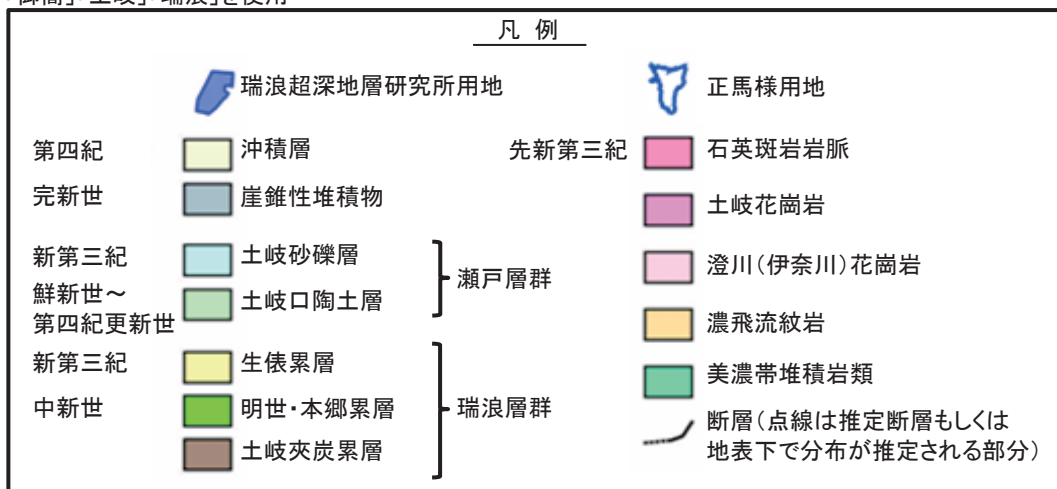 「御嵩」,「土岐」,「瑞浪」を使用
凡 例
瑞浪超深地層研究所用地
第四紀
沖積層
完新世
崖錐性堆積物
新第三紀
土岐砂礫層
鮮新世～
土岐口陶土層
第四紀更新世
瀬戸層群
新第三紀
生俵累層
中新世
明世・本郷累層
土岐夾炭累層
瑞浪層群
正馬様用地
先新第三紀
石英斑岩岩脈
土岐花崗岩
澄川(伊奈川)花崗岩
濃飛流紋岩
美濃帯堆積岩類
断層(点線は推定断層もしくは
地表下で分布が推定される部分)